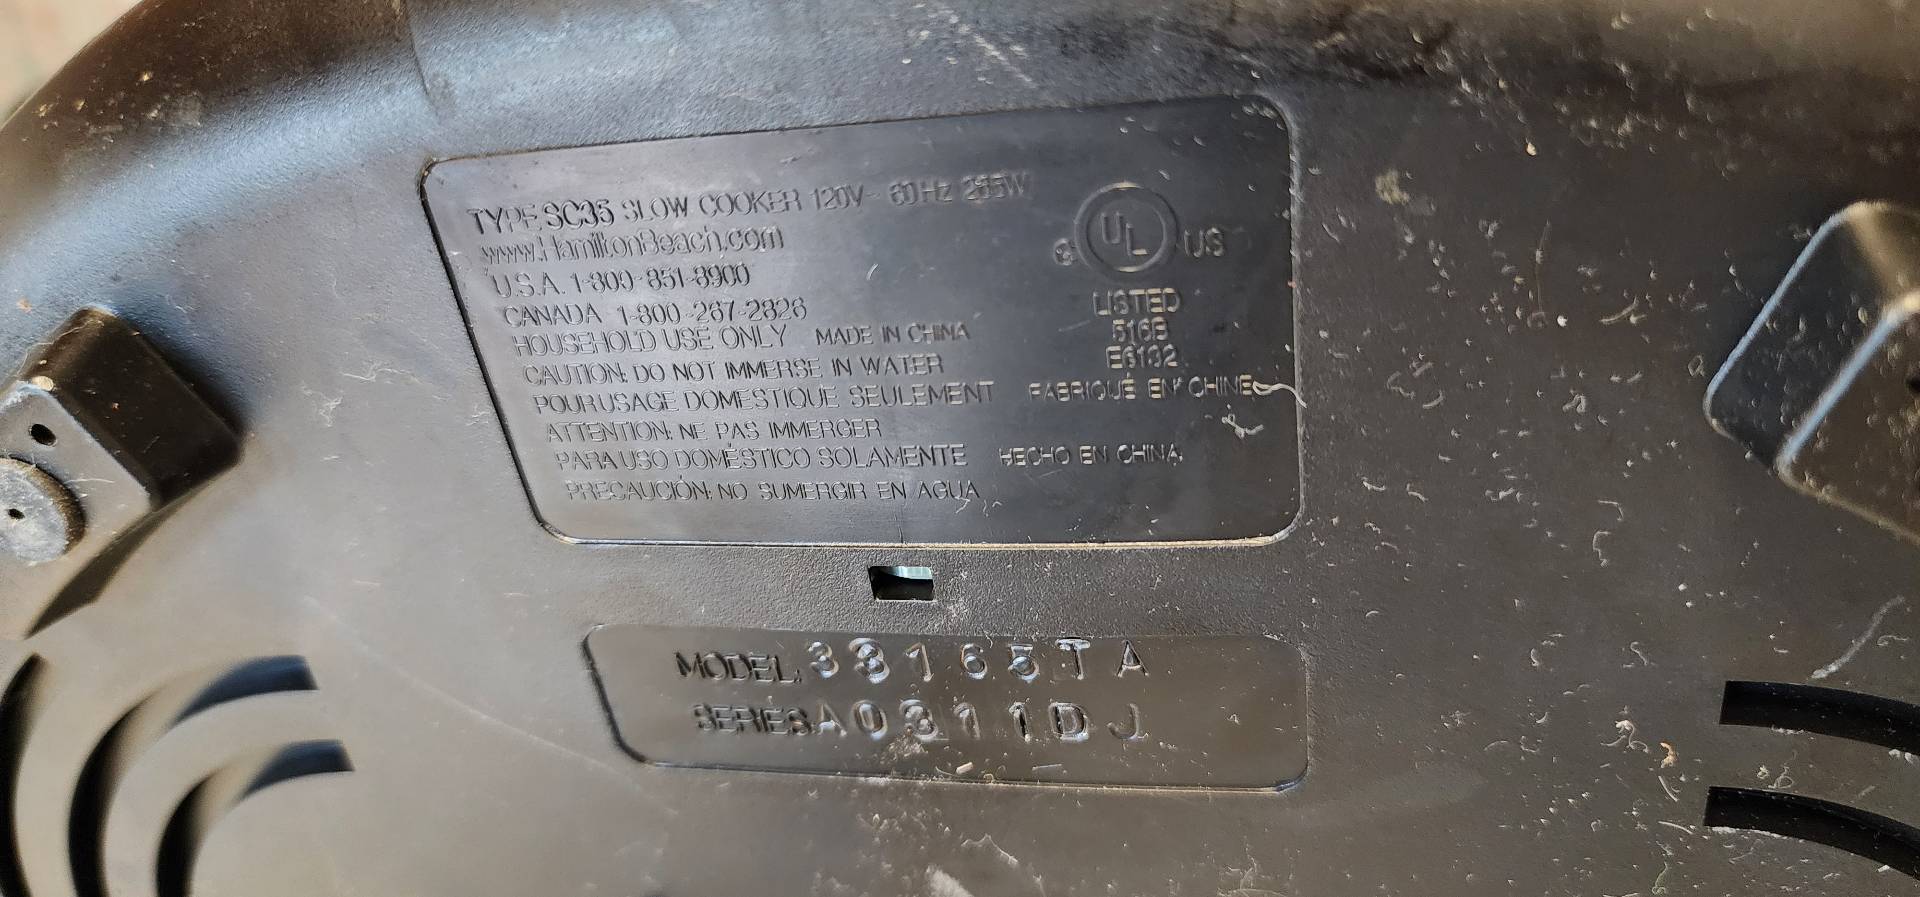 TYPE SC35 SLOW COOKER 120V~ 60Hz 265W
www.HamiltonBeach.com
U.S.A. 1-800-851-8900
CANADA 1-800-267-2826
HOUSEHOLD USE ONLY MADE IN CHINA
CAUTION: DO NOT IMMERSE IN WATER
POUR USAGE DOMESTIQUE SEULEMENT FABRIQUÉ EN CHINE
ATTENTION: NE PAS IMMERGER
PARA USO DOMÉSTICO SOLAMENTE HECHO EN CHINA
PRECAUCIÓN: NO SUMERGIR EN AGUA
C UL US
LISTED
516B
E6132
MODEL: 33165TA
SERIES A0311DJ